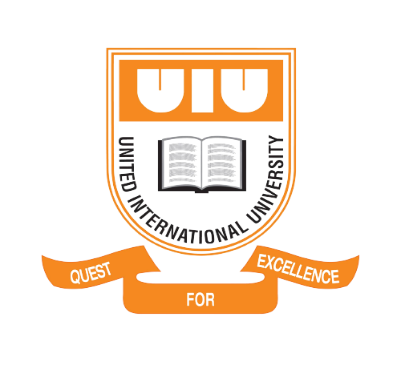 UIU
UNITED INTERNATIONAL UNIVERSITY
QUEST
FOR
EXCELLENCE